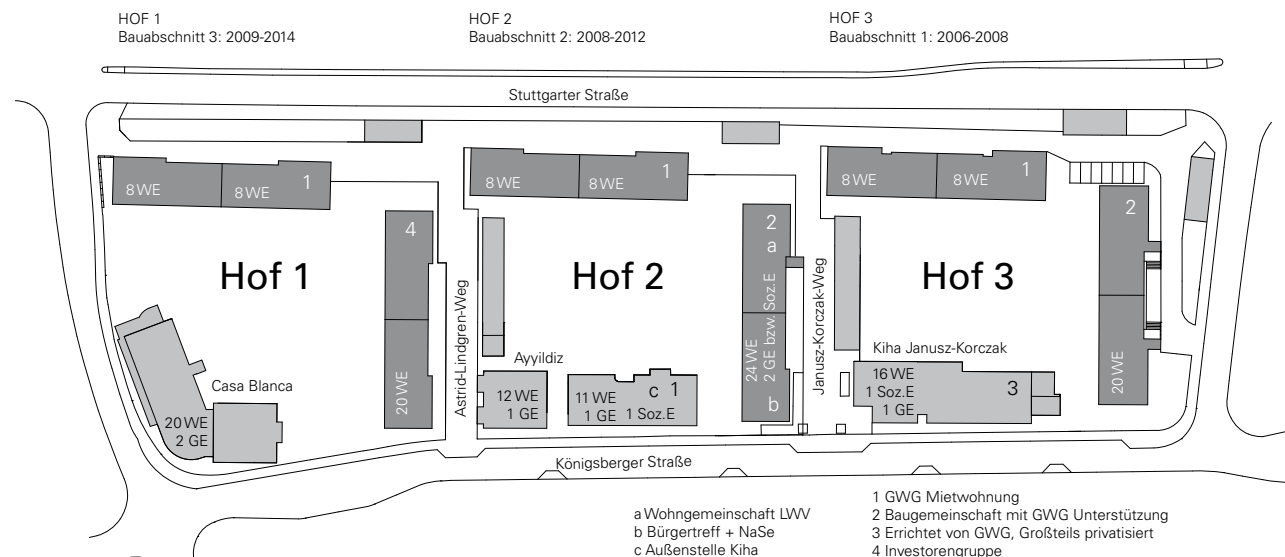 HOF 1
Bauabschnitt 3: 2009-2014
HOF 2
Bauabschnitt 2: 2008-2012
HOF 3
Bauabschnitt 1: 2006-2008
Stuttgarter Straße
8 WE
8 WE
1
8 WE
8 WE
1
8 WE
8 WE
1
4
20 WE
2
a
24 WE
2 GE bzw. Soz.E
b
2
20 WE
Hof 1
Hof 2
Hof 3
Astrid-Lindgren-Weg
Janusz-Korczak-Weg
Casa Blanca
20 WE
2 GE
Ayyildiz
12 WE
1 GE
c 1
11 WE
1 GE
1 Soz.E
Kiha Janusz-Korczak
16 WE
1 Soz.E
1 GE
3
Königsberger Straße
a Wohngemeinschaft LWV
b Bürgertreff + NaSe
c Außenstelle Kiha
1 GWG Mietwohnung
2 Baugemeinschaft mit GWG Unterstützung
3 Errichtet von GWG, Großteils privatisiert
4 Investorengruppe